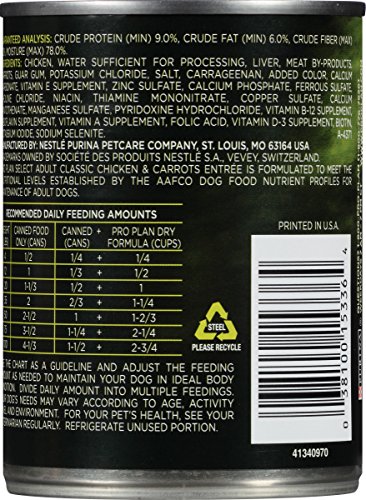 ANALYSIS: CRUDE PROTEIN (MIN) 9.0%, CRUDE FAT (MIN) 6.0%, CRUDE FIBER (MAX)
MOISTURE (MAX) 78.0%.
CHICKEN, WATER SUFFICIENT FOR PROCESSING, LIVER, MEAT BY-PRODUCTS,
GUAR GUM, POTASSIUM CHLORIDE, SALT, CARRAGEENAN, ADDED COLOR, CALCIUM
VITAMIN E SUPPLEMENT, ZINC SULFATE, CALCIUM PHOSPHATE, FERROUS SULFATE,
CHLORIDE, NIACIN, THIAMINE MONONITRATE, COPPER SULFATE, CALCIUM
MANGANESE SULFATE, PYRIDOXINE HYDROCHLORIDE, VITAMIN B-12 SUPPLEMENT,
SUPPLEMENT, VITAMIN A SUPPLEMENT, FOLIC ACID, VITAMIN D-3 SUPPLEMENT, BIOTIN,
IODIDE, SODIUM SELENITE. A-4371
BY: NESTLÉ PURINA PETCARE COMPANY, ST. LOUIS, MO 63164 USA
OWNED BY SOCIÉTÉ DES PRODUITS NESTLÉ S.A., VEVEY, SWITZERLAND.
PLAN SELECT ADULT CLASSIC CHICKEN & CARROTS ENTRÉE IS FORMULATED TO MEET THE
LEVELS ESTABLISHED BY THE AAFCO DOG FOOD NUTRIENT PROFILES FOR
OF ADULT DOGS.
RECOMMENDED DAILY FEEDING AMOUNTS
CANNED FOOD ONLY (CANS) CANNED + (CANS) PRO PLAN DRY FORMULA (CUPS)
1/2 1/4 + 1/4
1 1/3 + 1/2
1-1/3 1/2 + 1
2 2/3 + 1-1/4
2-1/2 1 + 1-2/3
3-1/2 1-1/4 + 2-1/4
4-1/3 1-1/2 + 2-3/4
PRINTED IN U.S.A.
STEEL
PLEASE RECYCLE
THE CHART AS A GUIDELINE AND ADJUST THE FEEDING
AS NEEDED TO MAINTAIN YOUR DOG IN IDEAL BODY
DIVIDE DAILY AMOUNT INTO MULTIPLE FEEDINGS.
DOG'S NEEDS MAY VARY ACCORDING TO AGE, ACTIVITY
AND ENVIRONMENT. FOR YOUR PET'S HEALTH, SEE YOUR
REGULARLY. REFRIGERATE UNUSED PORTION.
0 38100 15336 4
41340970